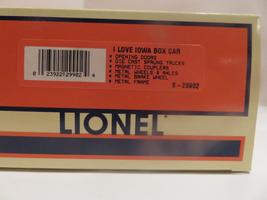 I LOVE IOWA BOX CAR
• OPENING DOORS
• DIE CAST SPRUNG TRUCKS
• MAGNETIC COUPLERS
• METAL WHEELS & AXLES
• METAL BRAKE WHEEL
• METAL FRAME
6-29902
0 23922 29902 4
LIONEL